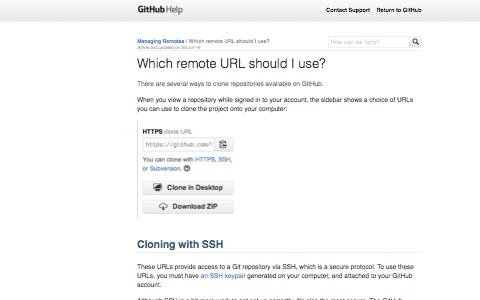 GitHub Help
Contact Support Return to GitHub
Managing Remotes / Which remote URL should I use?
Article last updated on 30-Jun-14
How can we help?
Which remote URL should I use?
There are several ways to clone repositories available on GitHub.
When you view a repository while signed in to your account, the sidebar shows a choice of URLs
you can use to clone the project onto your computer:
HTTPS clone URL
https://github.com/
You can clone with HTTPS, SSH,
or Subversion.
Clone in Desktop
Download ZIP
Cloning with SSH
These URLs provide access to a Git repository via SSH, which is a secure protocol. To use these
URLs, you must have an SSH keypair generated on your computer, and attached to your GitHub
account.